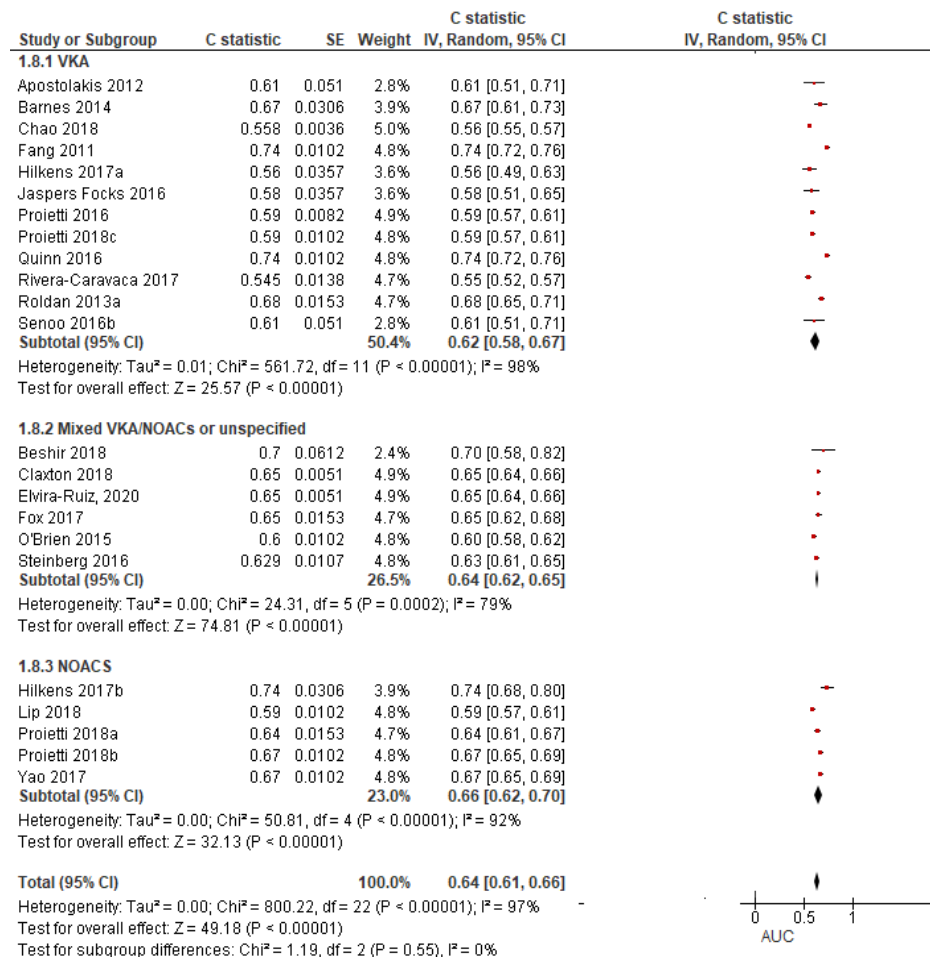 C statistic C statistic
Study or Subgroup C statistic SE Weight IV, Random, 95% CI IV, Random, 95% CI
1.8.1 VKA
Apostolakis 2012 0.61 0.051 2.8% 0.61 [0.51, 0.71]
Barnes 2014 0.67 0.0306 3.9% 0.67 [0.61, 0.73]
Chao 2018 0.558 0.0036 5.0% 0.56 [0.55, 0.57]
Fang 2011 0.74 0.0102 4.8% 0.74 [0.72, 0.76]
Hilkens 2017a 0.56 0.0357 3.6% 0.56 [0.49, 0.63]
Jaspers Focks 2016 0.58 0.0357 3.6% 0.58 [0.51, 0.65]
Proietti 2016 0.59 0.0082 4.9% 0.59 [0.57, 0.61]
Proietti 2018c 0.59 0.0102 4.8% 0.59 [0.57, 0.61]
Quinn 2016 0.74 0.0102 4.8% 0.74 [0.72, 0.76]
Rivera-Caravaca 2017 0.545 0.0138 4.7% 0.55 [0.52, 0.57]
Roldan 2013a 0.68 0.0153 4.7% 0.68 [0.65, 0.71]
Senoo 2016b 0.61 0.051 2.8% 0.61 [0.51, 0.71]
Subtotal (95% CI) 50.4% 0.62 [0.58, 0.67]
Heterogeneity: Tau² = 0.01; Chi² = 561.72, df = 11 (P < 0.00001); I² = 98%
Test for overall effect: Z = 25.57 (P < 0.00001)
1.8.2 Mixed VKA/NOACs or unspecified
Beshir 2018 0.7 0.0612 2.4% 0.70 [0.58, 0.82]
Claxton 2018 0.65 0.0051 4.9% 0.65 [0.64, 0.66]
Elvira-Ruiz, 2020 0.65 0.0051 4.9% 0.65 [0.64, 0.66]
Fox 2017 0.65 0.0153 4.7% 0.65 [0.62, 0.68]
O'Brien 2015 0.6 0.0102 4.8% 0.60 [0.58, 0.62]
Steinberg 2016 0.629 0.0107 4.8% 0.63 [0.61, 0.65]
Subtotal (95% CI) 26.5% 0.64 [0.62, 0.65]
Heterogeneity: Tau² = 0.00; Chi² = 24.31, df = 5 (P = 0.0002); I² = 79%
Test for overall effect: Z = 74.81 (P < 0.00001)
1.8.3 NOACS
Hilkens 2017b 0.74 0.0306 3.9% 0.74 [0.68, 0.80]
Lip 2018 0.59 0.0102 4.8% 0.59 [0.57, 0.61]
Proietti 2018a 0.64 0.0153 4.8% 0.64 [0.61, 0.67]
Proietti 2018b 0.67 0.0102 4.8% 0.67 [0.65, 0.69]
Yao 2017 0.67 0.0102 4.8% 0.67 [0.65, 0.69]
Subtotal (95% CI) 23.0% 0.66 [0.62, 0.70]
Heterogeneity: Tau² = 0.00; Chi² = 50.81, df = 4 (P < 0.00001); I² = 92%
Test for overall effect: Z = 32.13 (P < 0.00001)
Total (95% CI) 100.0% 0.64 [0.61, 0.66]
Heterogeneity: Tau² = 0.00; Chi² = 800.22, df = 22 (P < 0.00001); I² = 97%
Test for overall effect: Z = 49.18 (P < 0.00001)
Test for subgroup differences: Chi² = 1.19, df = 2 (P = 0.55), I² = 0%
0 0.5 1
AUC